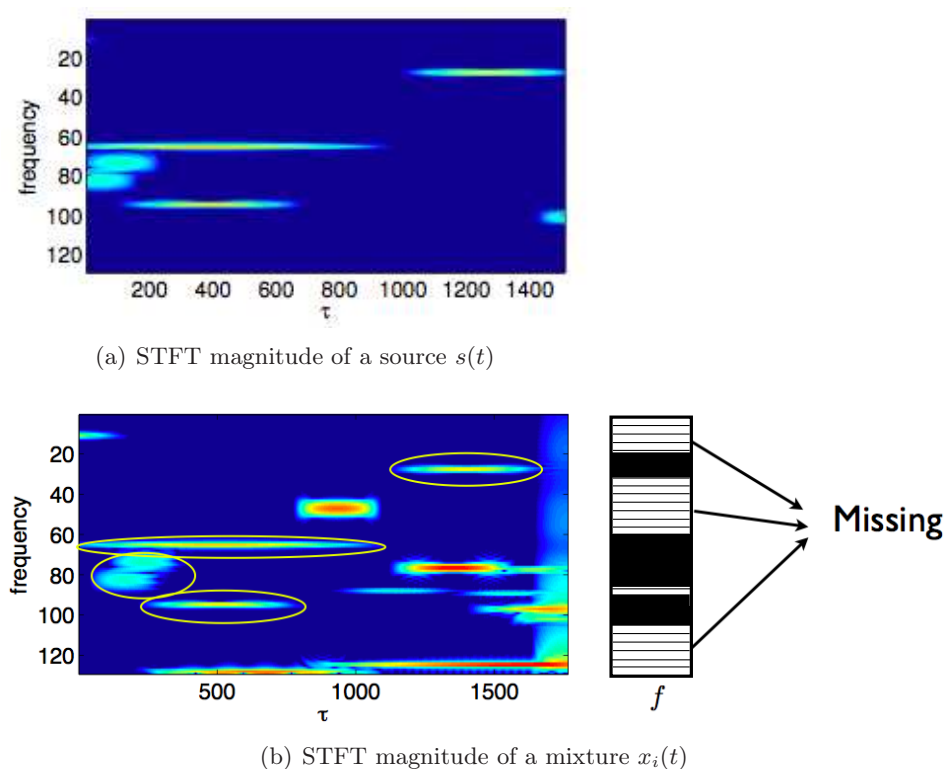 frequency
20
40
60
80
100
120
200 400 600 800 1000 1200 1400
τ
(a) STFT magnitude of a source s(t)
frequency
20
40
60
80
100
120
500 1000 1500
τ
f
Missing
(b) STFT magnitude of a mixture x_i(t)